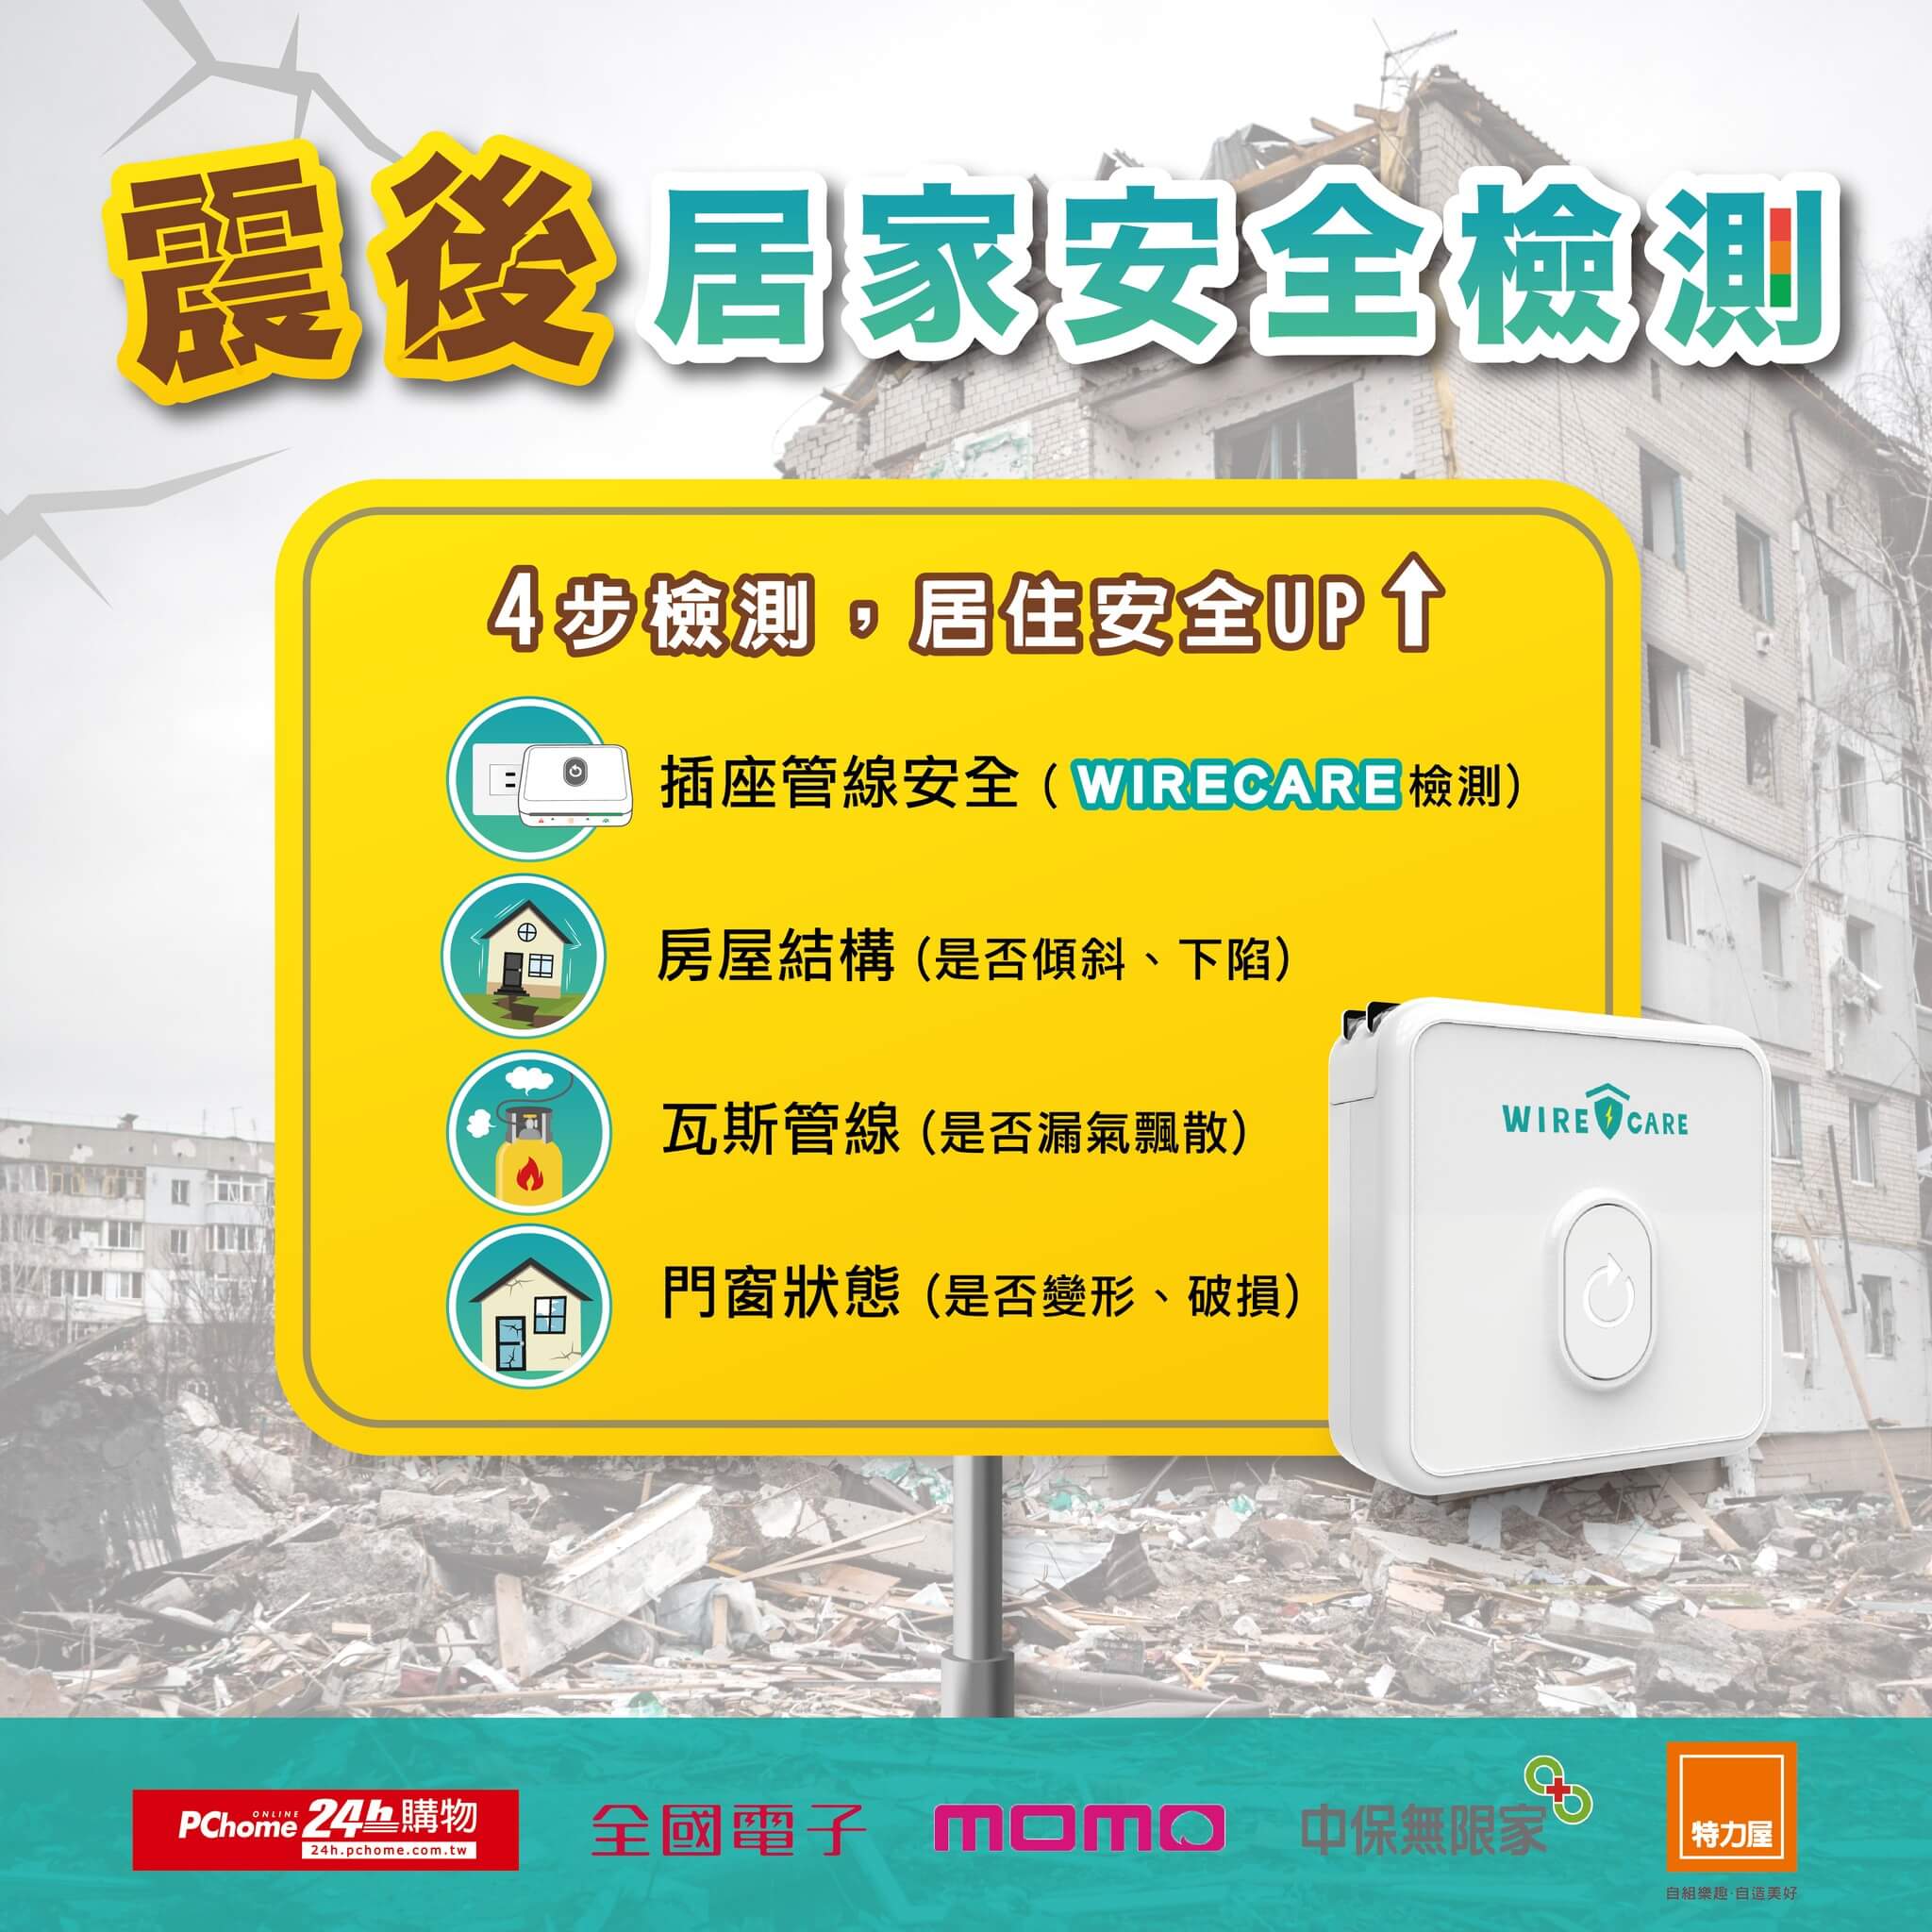 震後居家安全檢測
4步檢測，居住安全UP
插座管線安全（WIRECARE檢測）
房屋結構（是否傾斜、下陷）
瓦斯管線（是否漏氣飄散）
門窗狀態（是否變形、破損）
WIRE CARE
PChome ONLINE 24h購物
24h.pchome.com.tw
全國電子
momo
中保無限家
特力屋
自組樂趣·自造美好